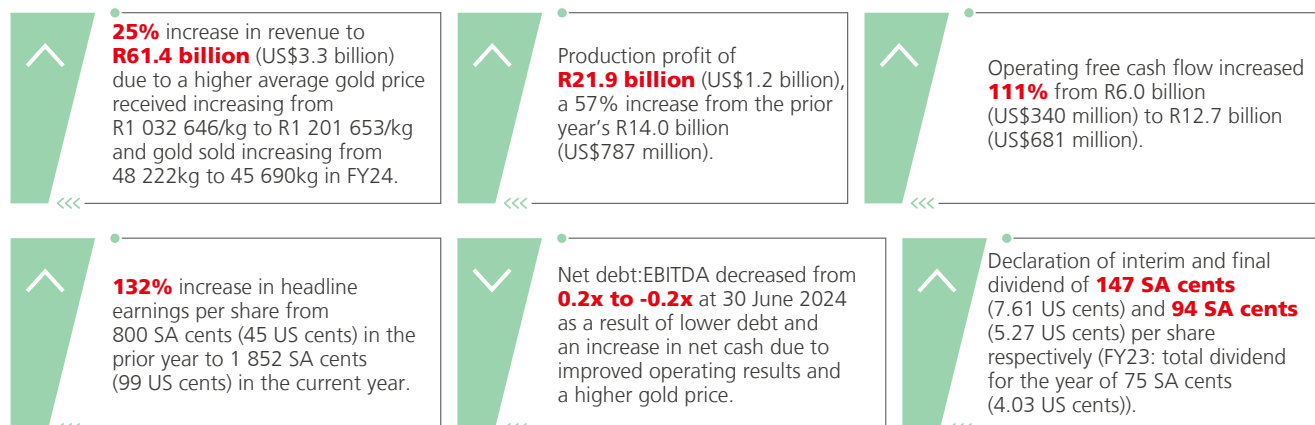 25% increase in revenue to
R61.4 billion (US$3.3 billion)
due to a higher average gold price
received increasing from
R1 032 646/kg to R1 201 653/kg
and gold sold increasing from
48 222kg to 45 690kg in FY24.
Production profit of
R21.9 billion (US$1.2 billion),
a 57% increase from the prior
year's R14.0 billion
(US$787 million).
Operating free cash flow increased
111% from R6.0 billion
(US$340 million) to R12.7 billion
(US$681 million).
132% increase in headline
earnings per share from
800 SA cents (45 US cents) in the
prior year to 1 852 SA cents
(99 US cents) in the current year.
Net debt:EBITDA decreased from
0.2x to -0.2x at 30 June 2024
as a result of lower debt and
an increase in net cash due to
improved operating results and
a higher gold price.
Declaration of interim and final
dividend of 147 SA cents
(7.61 US cents) and 94 SA cents
(5.27 US cents) per share
respectively (FY23: total dividend
for the year of 75 SA cents
(4.03 US cents)).